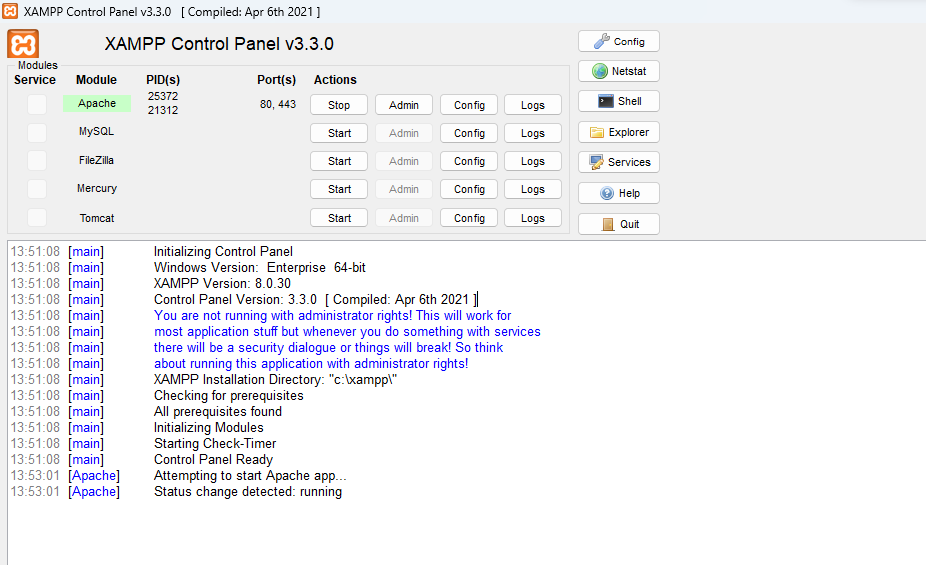 XAMPP Control Panel v3.3.0 [ Compiled: Apr 6th 2021 ]
XAMPP Control Panel v3.3.0
Config
Modules
Service Module PID(s) Port(s) Actions
Netstat
Apache 25372 21312 80, 443 Stop Admin Config Logs
Shell
MySQL Start Admin Config Logs
Explorer
FileZilla Start Admin Config Logs
Services
Mercury Start Admin Config Logs
Help
Tomcat Start Admin Config Logs
Quit
13:51:08 [main] Initializing Control Panel
13:51:08 [main] Windows Version: Enterprise 64-bit
13:51:08 [main] XAMPP Version: 8.0.30
13:51:08 [main] Control Panel Version: 3.3.0 [ Compiled: Apr 6th 2021 ]
13:51:08 [main] You are not running with administrator rights! This will work for
13:51:08 [main] most application stuff but whenever you do something with services
13:51:08 [main] there will be a security dialogue or things will break! So think
13:51:08 [main] about running this application with administrator rights!
13:51:08 [main] XAMPP Installation Directory: "c:\xampp\"
13:51:08 [main] Checking for prerequisites
13:51:08 [main] All prerequisites found
13:51:08 [main] Initializing Modules
13:51:08 [main] Starting Check-Timer
13:51:08 [main] Control Panel Ready
13:53:01 [Apache] Attempting to start Apache app...
13:53:01 [Apache] Status change detected: running